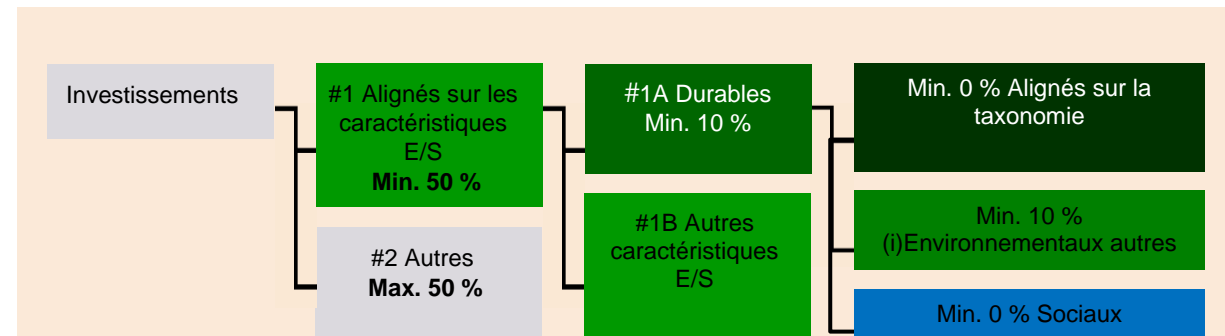 Investissements
#1 Alignés sur les
caractéristiques
E/S
Min. 50 %
#2 Autres
Max. 50 %
#1A Durables
Min. 10 %
#1B Autres
caractéristiques
E/S
Min. 0 % Alignés sur la
taxonomie
Min. 10 %
(i)Environnementaux autres
Min. 0 % Sociaux